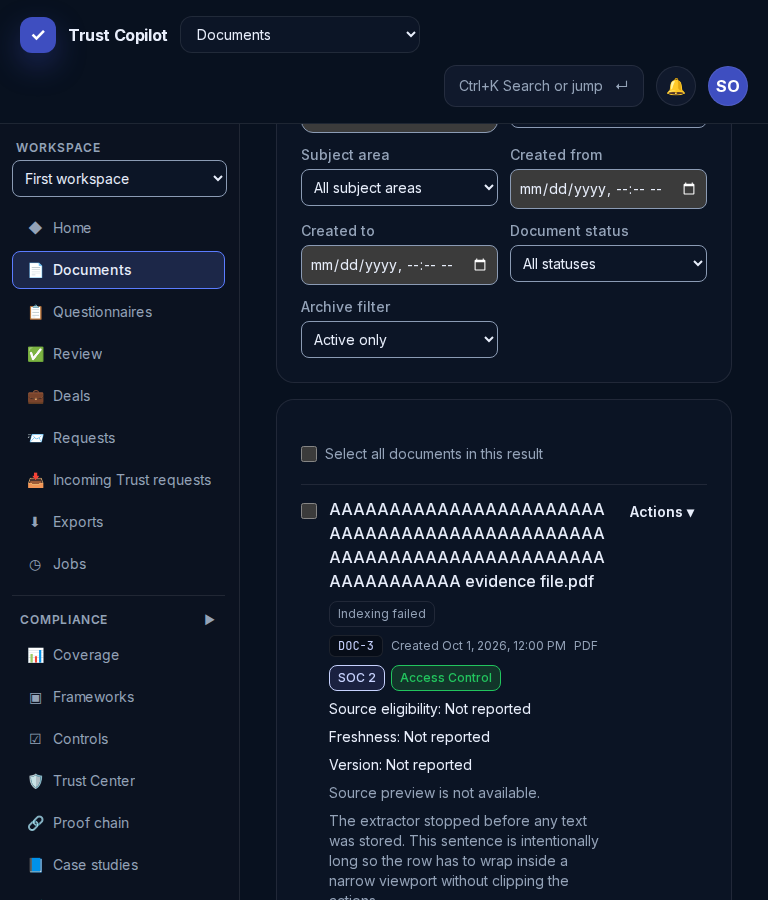 Trust Copilot
Documents
Ctrl+K Search or jump ↵
SO
WORKSPACE
First workspace
Home
Documents
Questionnaires
Review
Deals
Requests
Incoming Trust requests
Exports
Jobs
COMPLIANCE
Coverage
Frameworks
Controls
Trust Center
Proof chain
Case studies
Subject area
All subject areas
Created from
mm/dd/yyyy, --:-- --
Created to
mm/dd/yyyy, --:-- --
Document status
All statuses
Archive filter
Active only
Select all documents in this result
AAAAAAAAAAAAAAAAAAAAAAA
AAAAAAAAAAAAAAAAAAAAAAA
AAAAAAAAAAAAAAAAAAAAAAA
AAAAAAAAAAA evidence file.pdf
Actions ▾
Indexing failed
DOC-3 Created Oct 1, 2026, 12:00 PM PDF
SOC 2 Access Control
Source eligibility: Not reported
Freshness: Not reported
Version: Not reported
Source preview is not available.
The extractor stopped before any text
was stored. This sentence is intentionally
long so the row has to wrap inside a
narrow viewport without clipping the
actions.